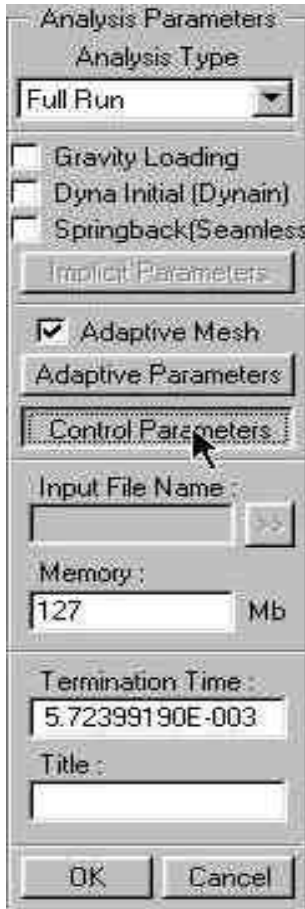 Analysis Parameters
Analysis Type
Full Run
Gravity Loading
Dyna Initial (Dynain)
Springback(Seamless
Implicit Parameters
Adaptive Mesh
Adaptive Parameters
Control Parameters
Input File Name :
>>
Memory :
127 Mb
Termination Time :
5.72399190E-003
Title :
OK Cancel